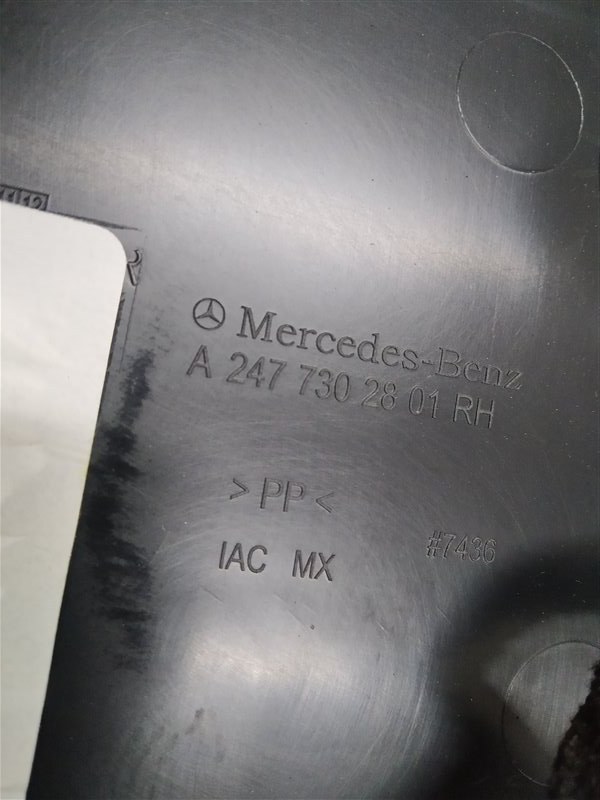 Mercedes-Benz
A 247 730 28 01 RH
>PP<
IAC MX #7436